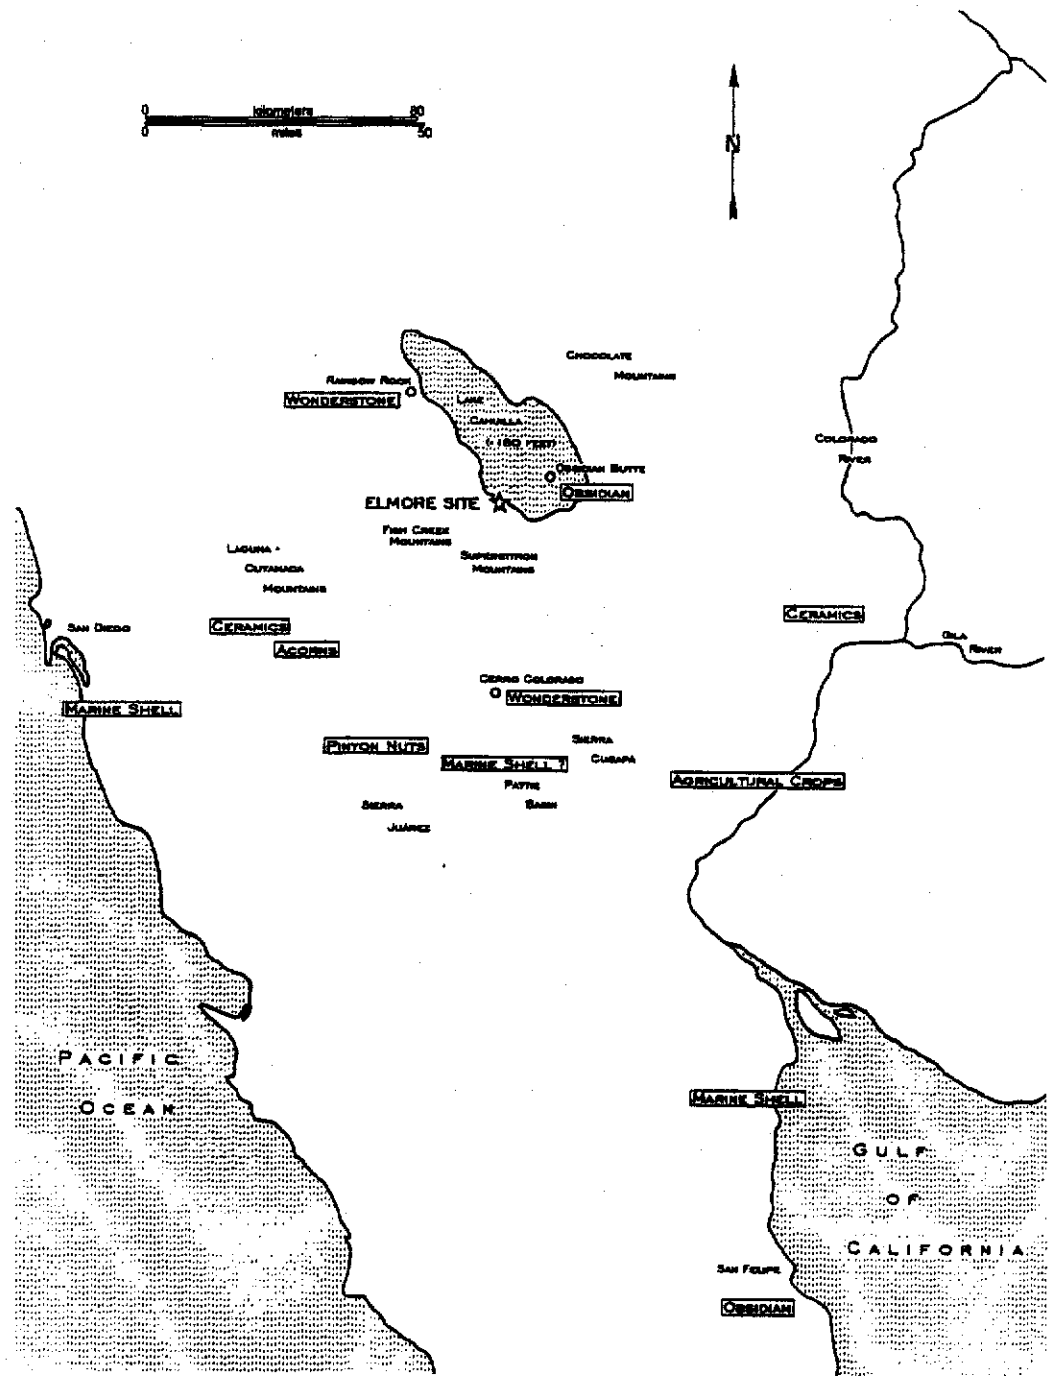 0 kilometers 80
0 miles 50
N
CHOCOLATE
MOUNTAINS
RAINBOW ROCK
WONDERSTONE
LAKE
CAHUILLA
(-180 FEET)
COLORADO
RIVER
OBSIDIAN BUTTE
OBSIDIAN
ELMORE SITE
FISH CREEK
MOUNTAINS
SUPERSTITION
MOUNTAINS
LAGUNA -
CUYAMACA
MOUNTAINS
SAN DIEGO
CERAMICS
ACORNS
CERAMICS
GILA
RIVER
CERRO COLORADO
WONDERSTONE
MARINE SHELL
PINYON NUTS
MARINE SHELL ?
SIERRA
CUCAPÁ
PATTIE
BASIN
AGRICULTURAL CROPS
SIERRA
JUÁREZ
PACIFIC
OCEAN
MARINE SHELL
GULF
OF
CALIFORNIA
SAN FELIPE
OBSIDIAN